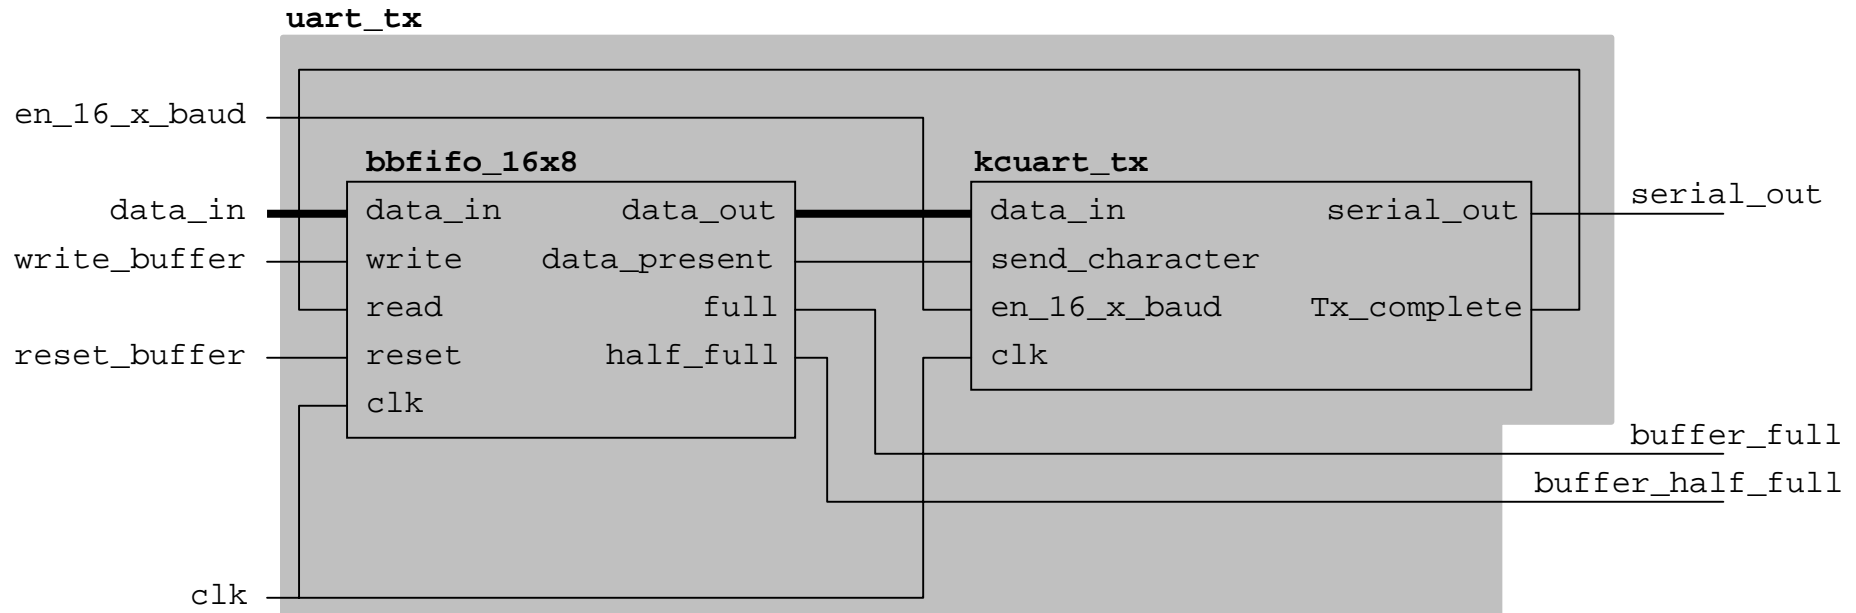 uart_tx
en_16_x_baud
bbfifo_16x8
kcuart_tx
data_in
data_in
data_out
data_in
serial_out
serial_out
write_buffer
write
data_present
send_character
read
full
en_16_x_baud
Tx_complete
reset_buffer
reset
half_full
clk
clk
buffer_full
buffer_half_full
clk